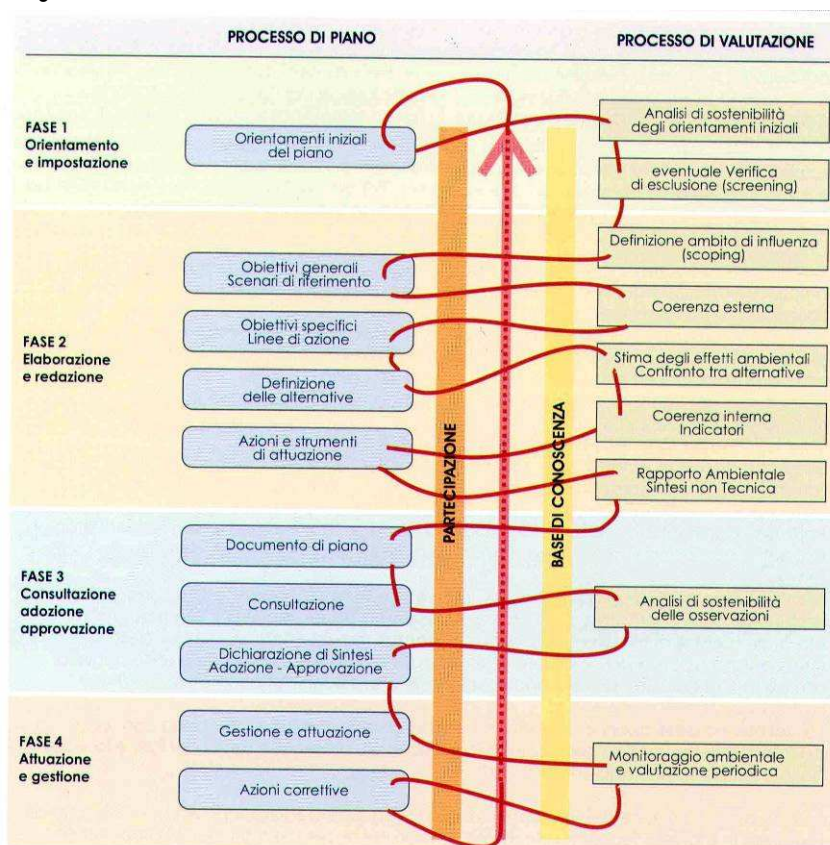 PROCESSO DI PIANO
PROCESSO DI VALUTAZIONE
FASE 1
Orientamento
e impostazione
Orientamenti iniziali
del piano
Analisi di sostenibilità
degli orientamenti iniziali
eventuale Verifica
di esclusione (screening)
FASE 2
Elaborazione
e redazione
Obiettivi generali
Scenari di riferimento
Obiettivi specifici
Linee di azione
Definizione
delle alternative
Azioni e strumenti
di attuazione
Definizione ambito di influenza
(scoping)
Coerenza esterna
Stima degli effetti ambientali
Confronto tra alternative
Coerenza interna
Indicatori
Rapporto Ambientale
Sintesi non Tecnica
PARTECIPAZIONE
BASE DI CONOSCENZA
FASE 3
Consultazione
adozione
approvazione
Documento di piano
Consultazione
Dichiarazione di Sintesi
Adozione - Approvazione
Analisi di sostenibilità
delle osservazioni
FASE 4
Attuazione
e gestione
Gestione e attuazione
Azioni correttive
Monitoraggio ambientale
e valutazione periodica